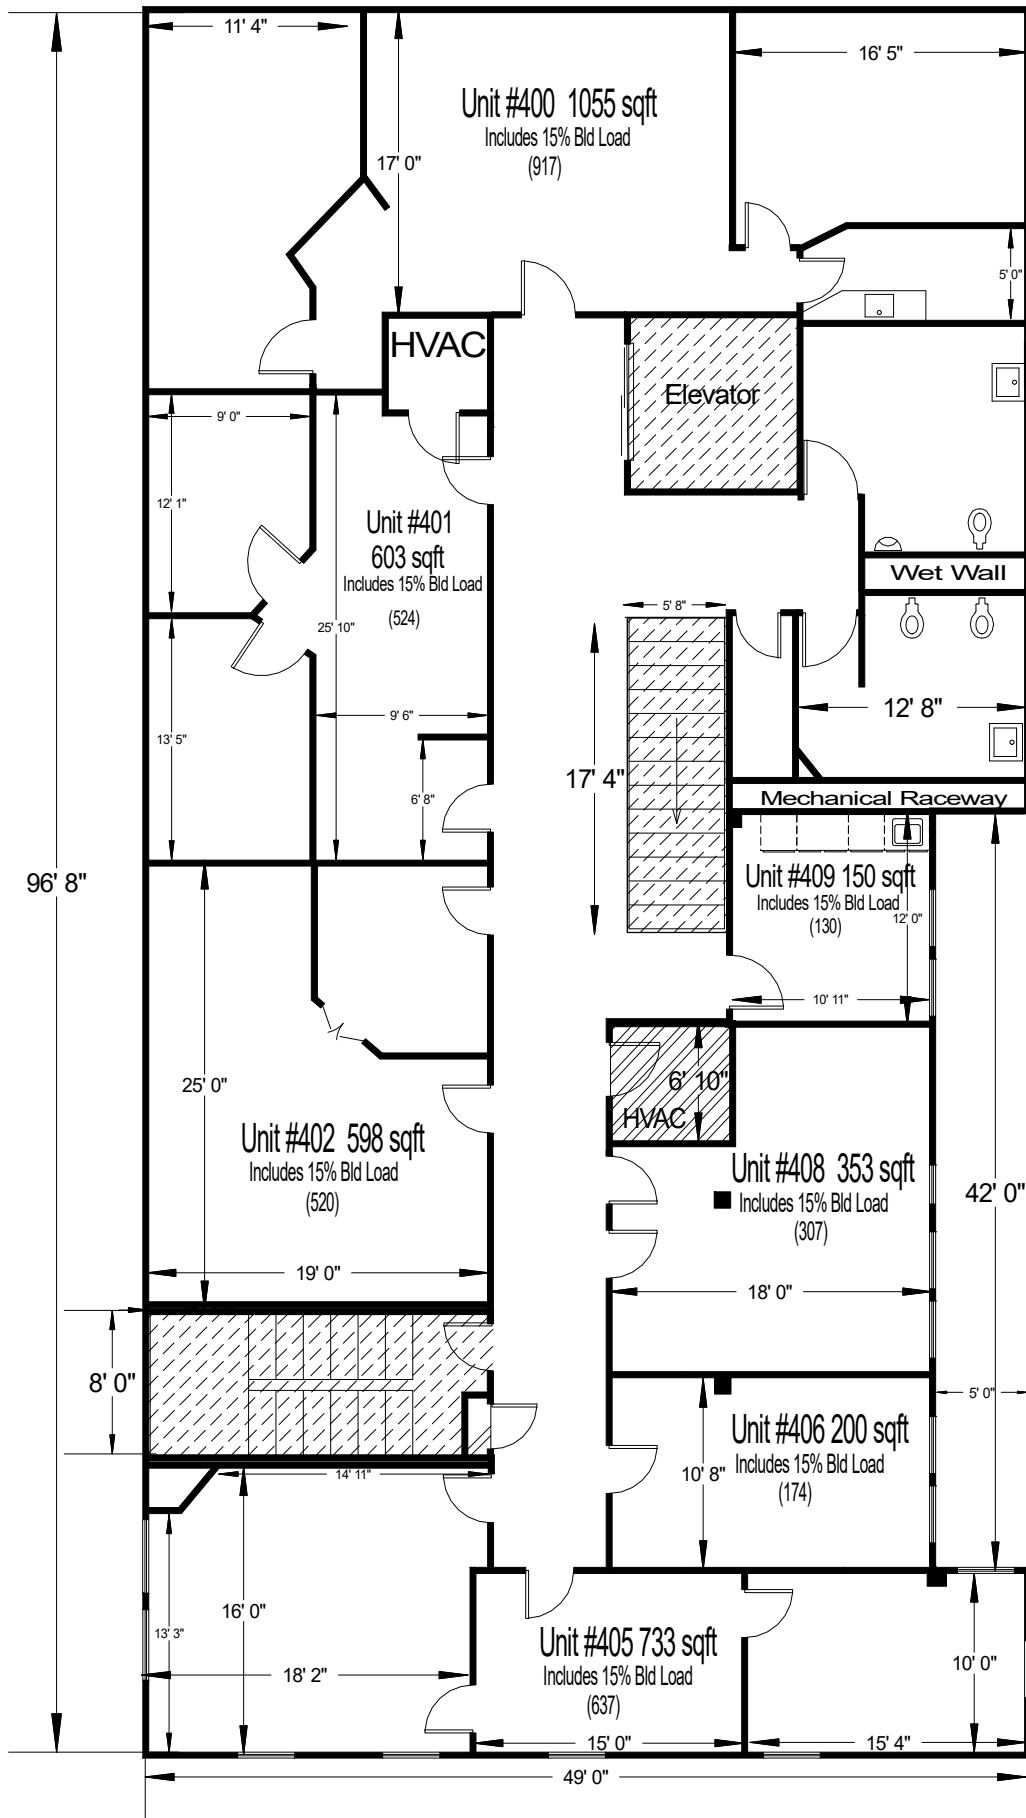 11' 4"
16' 5"
Unit #400 1055 sqft
Includes 15% Bld Load
(917)
17' 0"
5' 0"
HVAC
Elevator
9' 0"
12' 1"
Unit #401
603 sqft
Includes 15% Bld Load
(524)
25' 10"
Wet Wall
5' 8"
9' 6"
12' 8"
13' 5"
17' 4"
6' 8"
Mechanical Raceway
96' 8"
Unit #409 150 sqft
Includes 15% Bld Load
(130)
12' 0"
10' 11"
25' 0"
6' 10"
HVAC
Unit #402 598 sqft
Includes 15% Bld Load
(520)
Unit #408 353 sqft
Includes 15% Bld Load
(307)
42' 0"
19' 0"
18' 0"
8' 0"
5' 0"
Unit #406 200 sqft
Includes 15% Bld Load
(174)
10' 8"
14' 11"
16' 0"
13' 3"
Unit #405 733 sqft
Includes 15% Bld Load
(637)
18' 2"
10' 0"
15' 0"
15' 4"
49' 0"